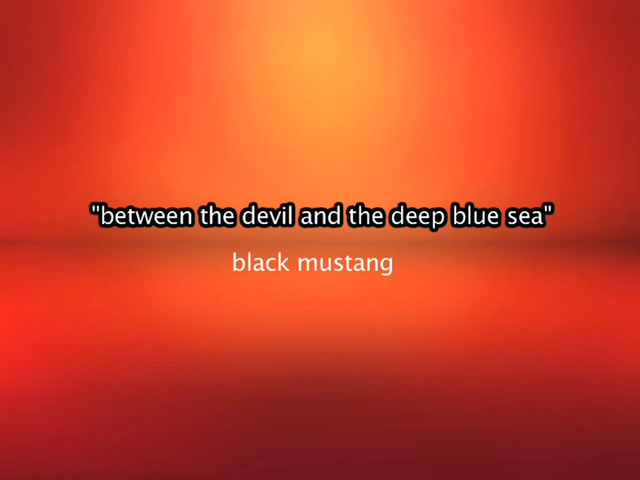 "between the devil and the deep blue sea"
black mustang